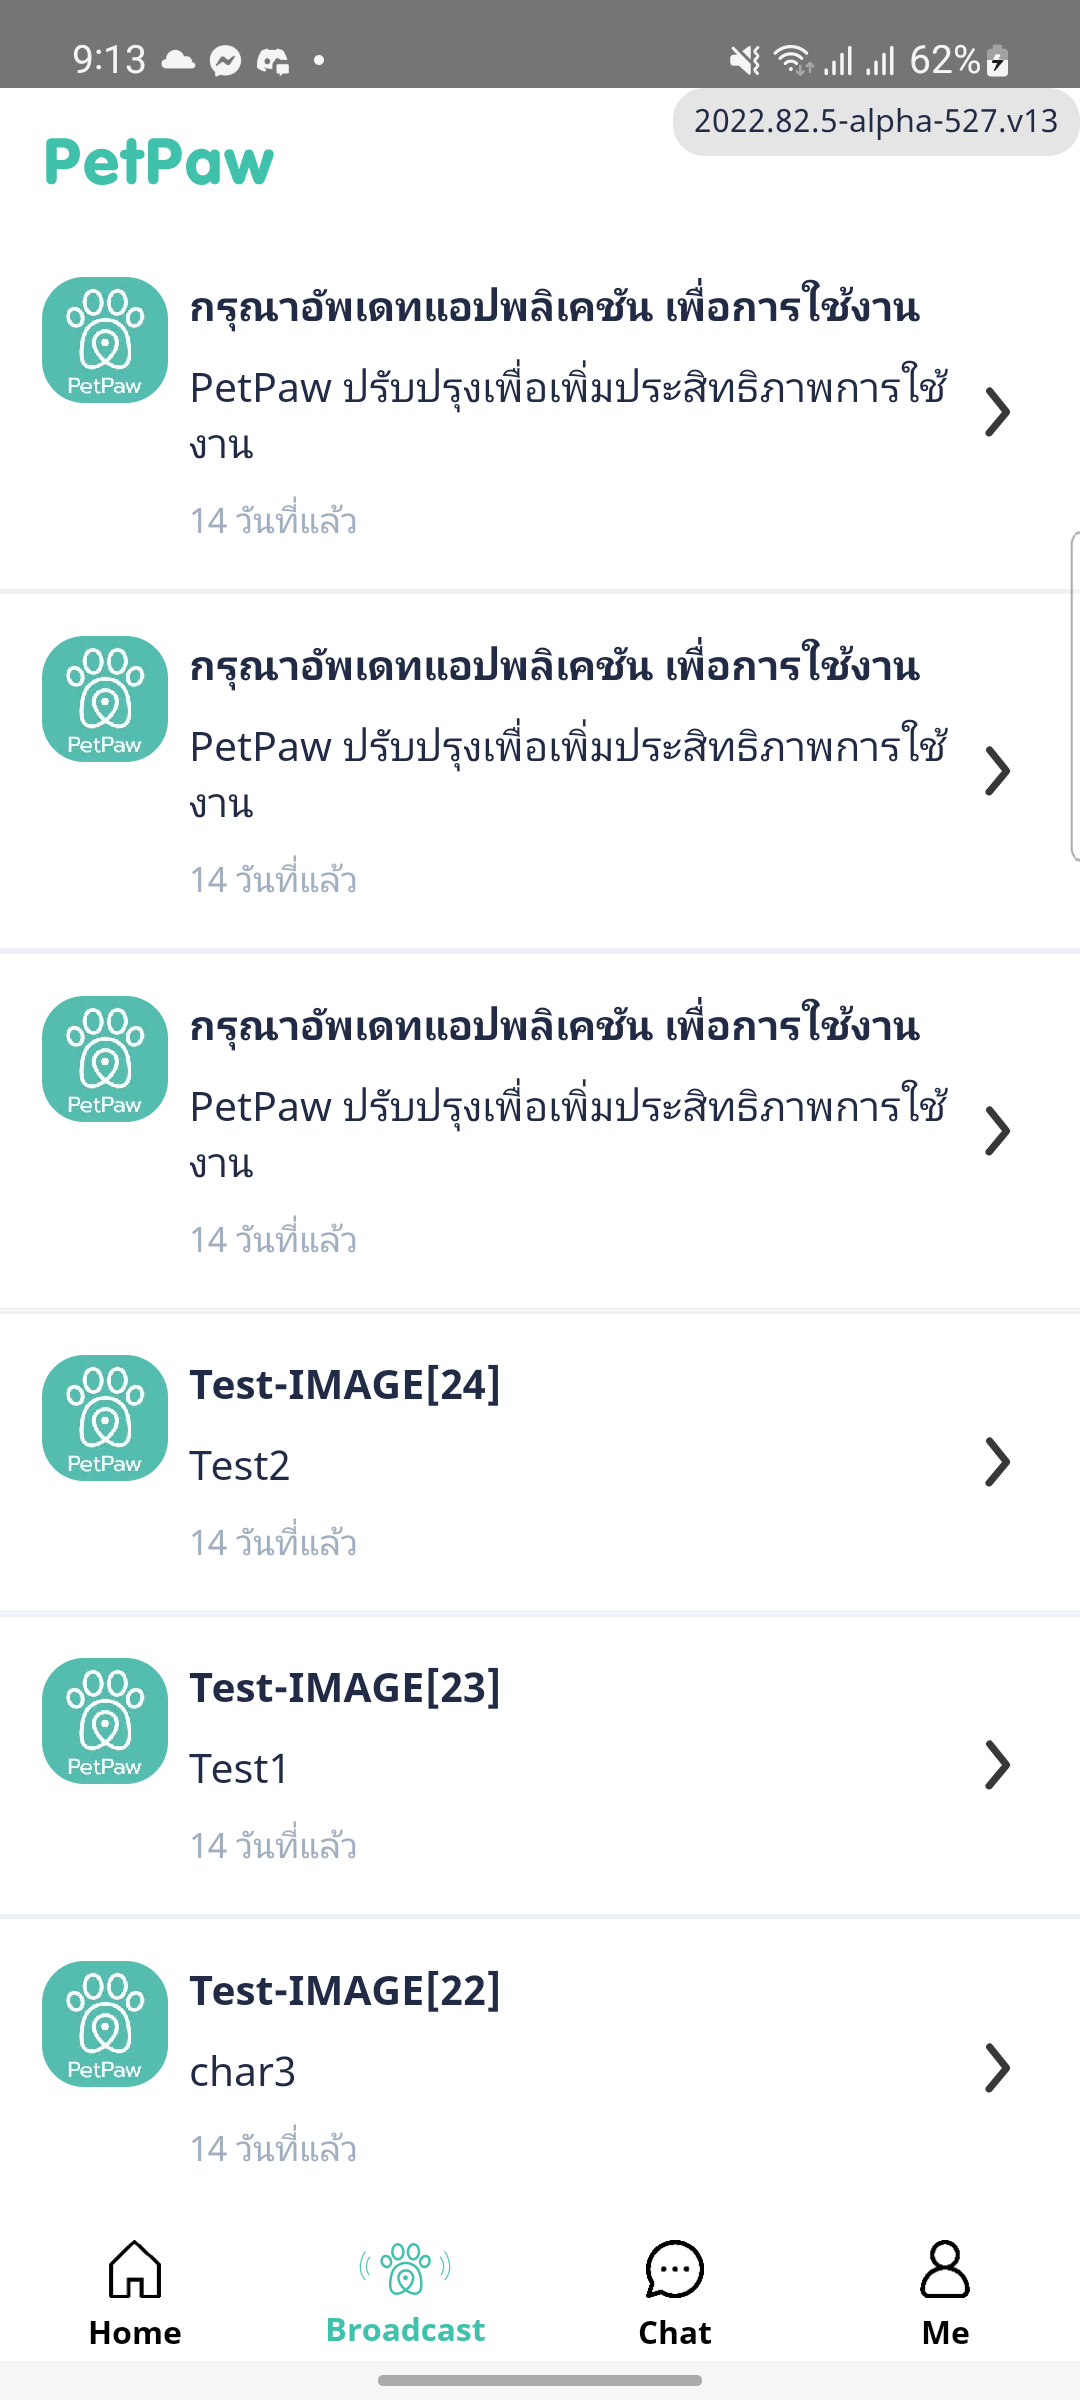 9:13
62%
2022.82.5-alpha-527.v13
PetPaw
PetPaw
กรุณาอัพเดทแอปพลิเคชัน เพื่อการใช้งาน
PetPaw ปรับปรุงเพื่อเพิ่มประสิทธิภาพการใช้
งาน
14 วันที่แล้ว
PetPaw
กรุณาอัพเดทแอปพลิเคชัน เพื่อการใช้งาน
PetPaw ปรับปรุงเพื่อเพิ่มประสิทธิภาพการใช้
งาน
14 วันที่แล้ว
PetPaw
กรุณาอัพเดทแอปพลิเคชัน เพื่อการใช้งาน
PetPaw ปรับปรุงเพื่อเพิ่มประสิทธิภาพการใช้
งาน
14 วันที่แล้ว
PetPaw
Test-IMAGE[24]
Test2
14 วันที่แล้ว
PetPaw
Test-IMAGE[23]
Test1
14 วันที่แล้ว
PetPaw
Test-IMAGE[22]
char3
14 วันที่แล้ว
Home
Broadcast
Chat
Me